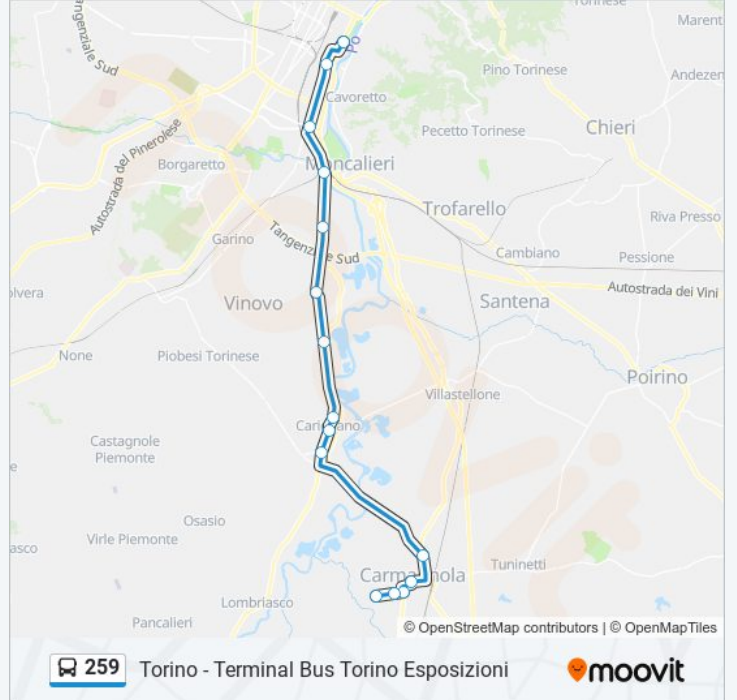 Torinese
Tangenziale Sud
Po
Marent
Pino Torinese
Andezen
Cavoretto
Pecetto Torinese
Chieri
Autostrada del Pinerolese
Borgaretto
Moncalieri
Trofarello
Riva Presso
Garino
Tangenziale Sud
Cambiano
Pessione
olvera
Autostrada dei Vini
Vinovo
Santena
None
Piobesi Torinese
Poirino
Villastellone
Castagnole
Piemonte
Osasio
Virle Piemonte
asco
Tuninetti
Lombriasco
Pancalieri
© OpenStreetMap contributors | © OpenMapTiles
259
Torino - Terminal Bus Torino Esposizioni
moovit